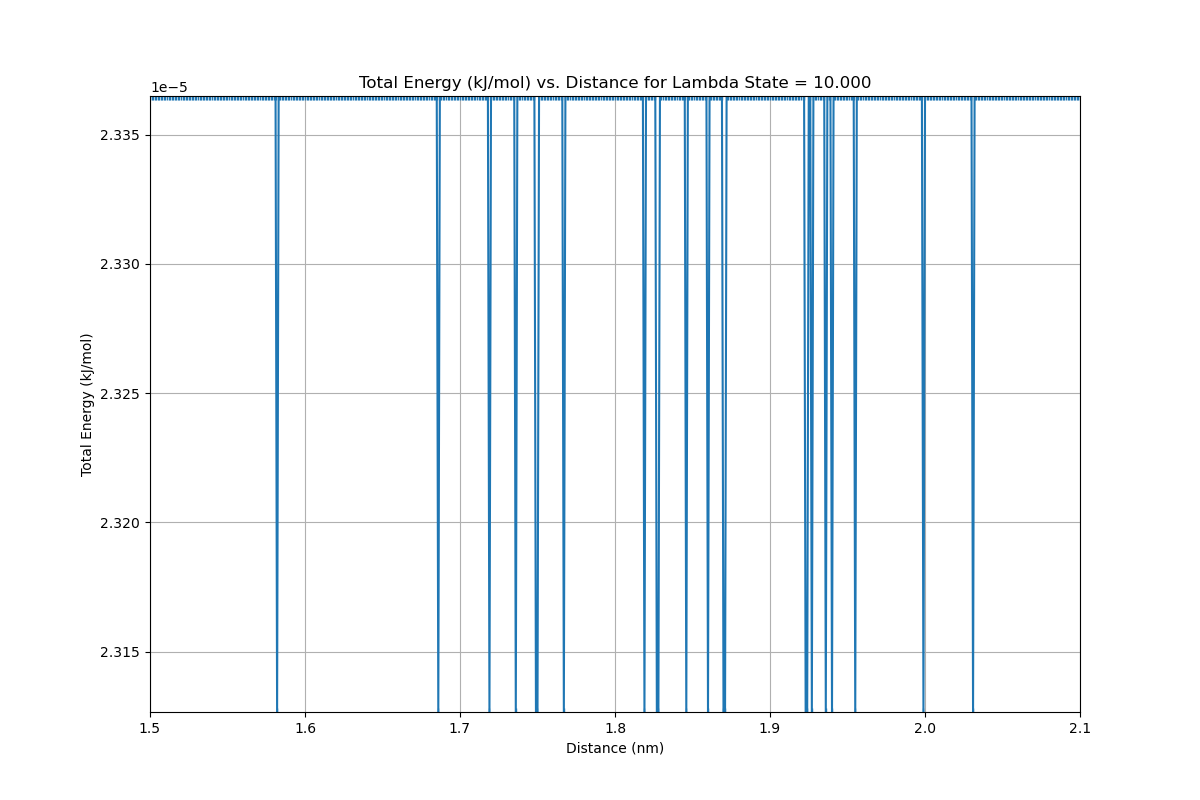 Total Energy (kJ/mol) vs. Distance for Lambda State = 10.000
1e−5
2.335
2.330
2.325
2.320
2.315
Total Energy (kJ/mol)
1.5 1.6 1.7 1.8 1.9 2.0 2.1
Distance (nm)